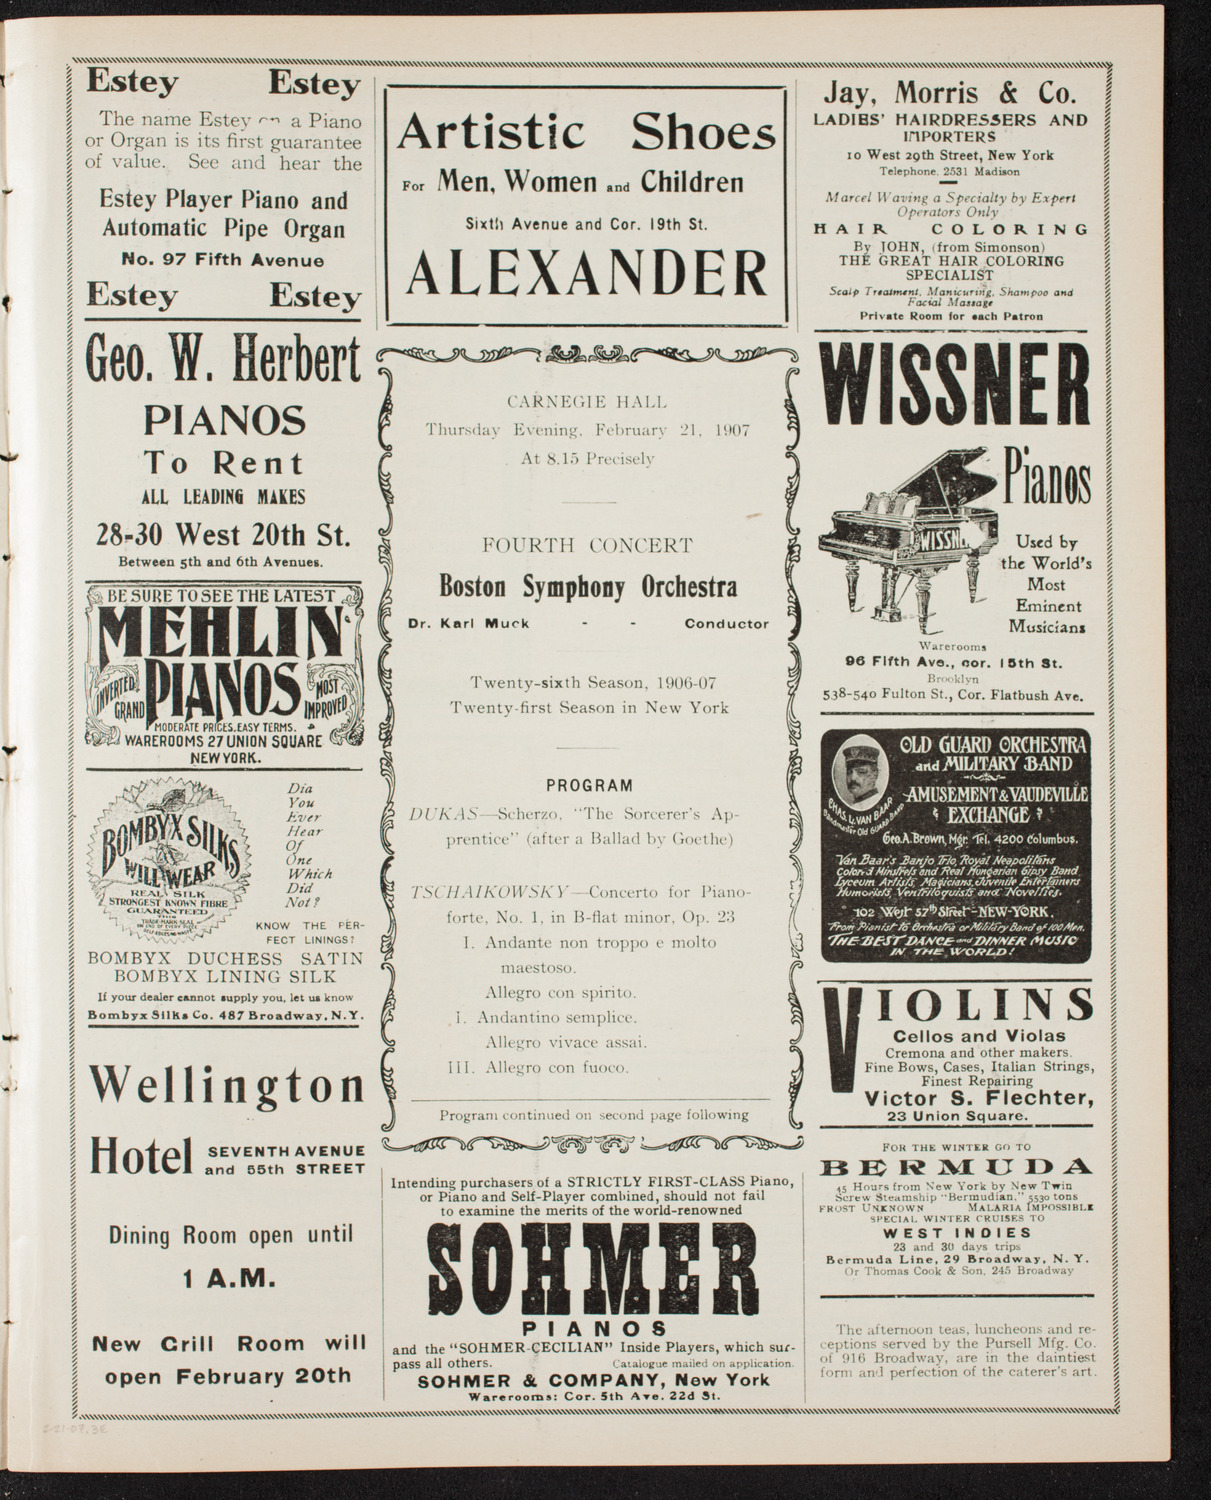 Estey Estey
The name Estey on a Piano
or Organ is its first guarantee
of value. See and hear the
Estey Player Piano and
Automatic Pipe Organ
No. 97 Fifth Avenue
Estey Estey
Geo. W. Herbert
PIANOS
To Rent
ALL LEADING MAKES
28-30 West 20th St.
Between 5th and 6th Avenues.
BE SURE TO SEE THE LATEST
MEHLIN
PIANOS
INVERTED
GRAND
MOST
IMPROVED
MODERATE PRICES. EASY TERMS.
WAREROOMS 27 UNION SQUARE
NEW YORK.
BOMBYX SILKS
WILL WEAR
REAL SILK
STRONGEST KNOWN FIBRE
GUARANTEED
Dia
You
Ever
Hear
Of
One
Which
Did
Not?
KNOW THE PER-
FECT LININGS?
BOMBYX DUCHESS SATIN
BOMBYX LINING SILK
If your dealer cannot supply you, let us know
Bombyx Silks Co. 487 Broadway, N.Y.
Wellington
Hotel SEVENTH AVENUE
and 55th STREET
Dining Room open until
1 A.M.
New Grill Room will
open February 20th
Artistic Shoes
For Men, Women and Children
Sixth Avenue and Cor. 19th St.
ALEXANDER
CARNEGIE HALL
Thursday Evening, February 21, 1907
At 8.15 Precisely
FOURTH CONCERT
Boston Symphony Orchestra
Dr. Karl Muck - - Conductor
Twenty-sixth Season, 1906-07
Twenty-first Season in New York
PROGRAM
DUKAS—Scherzo, "The Sorcerer's Ap-
prentice" (after a Ballad by Goethe)
TSCHAIKOWSKY—Concerto for Piano-
forte, No. 1, in B-flat minor, Op. 23
I. Andante non troppo e molto
maestoso.
Allegro con spirito.
I. Andantino semplice.
Allegro vivace assai.
III. Allegro con fuoco.
Program continued on second page following
Intending purchasers of a STRICTLY FIRST-CLASS Piano,
or Piano and Self-Player combined, should not fail
to examine the merits of the world-renowned
SOHMER
PIANOS
and the "SOHMER-CECILIAN" Inside Players, which sur-
pass all others. Catalogue mailed on application.
SOHMER & COMPANY, New York
Warerooms: Cor. 5th Ave. 22d St.
Jay, Morris & Co.
LADIES' HAIRDRESSERS AND
IMPORTERS
10 West 29th Street, New York
Telephone, 2531 Madison
Marcel Waving a Specialty by Expert
Operators Only
HAIR COLORING
By JOHN, (from Simonson)
THE GREAT HAIR COLORING
SPECIALIST
Scalp Treatment, Manicuring, Shampoo and
Facial Massage
Private Room for each Patron
WISSNER
Pianos
WISSN
Used by
the World's
Most
Eminent
Musicians
Warerooms
96 Fifth Ave., cor. 15th St.
Brooklyn
538-540 Fulton St., Cor. Flatbush Ave.
OLD GUARD ORCHESTRA
and MILITARY BAND
AMUSEMENT & VAUDEVILLE
EXCHANGE
CHAS. L. VAN BAAR
Bandmaster Old Guard Band
Geo. A. Brown, Mgr. Tel. 4200 Columbus.
Van Baar's Banjo Trio, Royal Neapolitans
Colored Minstrels and Real Hungarian Gipsy Band
Lyceum Artists, Magicians, Juvenile Entertainers
Humorists, Ventriloquists and Novelties.
102 West 57th Street - NEW-YORK.
From Pianist to Orchestra or Military Band of 100 Men.
THE BEST DANCE and DINNER MUSIC
IN THE WORLD!
VIOLINS
Cellos and Violas
Cremona and other makers.
Fine Bows, Cases, Italian Strings,
Finest Repairing
Victor S. Flechter,
23 Union Square.
FOR THE WINTER GO TO
BERMUDA
45 Hours from New York by New Twin
Screw Steamship "Bermudian," 5530 tons
FROST UNKNOWN MALARIA IMPOSSIBLE
SPECIAL WINTER CRUISES TO
WEST INDIES
23 and 30 days trips
Bermuda Line, 29 Broadway, N. Y.
Or Thomas Cook & Son, 245 Broadway
The afternoon teas, luncheons and re-
ceptions served by the Pursell Mfg. Co.
of 916 Broadway, are in the daintiest
form and perfection of the caterer's art.